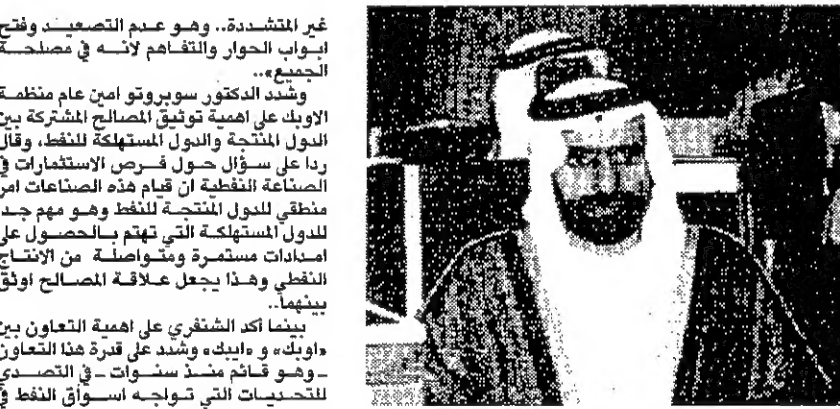 غير المتشددة.. وهو عدم التصعيد وفتح
ابواب الحوار والتفاهم لانه في مصلحة
الجميع»..
وشدد الدكتور سوبروتو امين عام منظمة
الاوبك على اهمية توثيق المصالح المشتركة بين
الدول المنتجة والدول المستهلكة للنفط، وقال
ردا على سؤال حول فرص الاستثمارات في
الصناعة النفطية ان قيام هذه الصناعات امر
منطقي للدول المنتجة للنفط وهو مهم جد
للدول المستهلكة التي تهتم بالحصول على
امدادات مستمرة ومتواصلة من الانتاج
النفطي وهذا يجعل علاقة المصالح اوثق
بينهما..
بينما أكد الشنفري على اهمية التعاون بين
«اوبك» و «ايبك» وشدد على قدرة هذا التعاون
ـ وهو قائم منذ سنوات ـ في التصدي
للتحديات التي تواجه اسواق النفط في